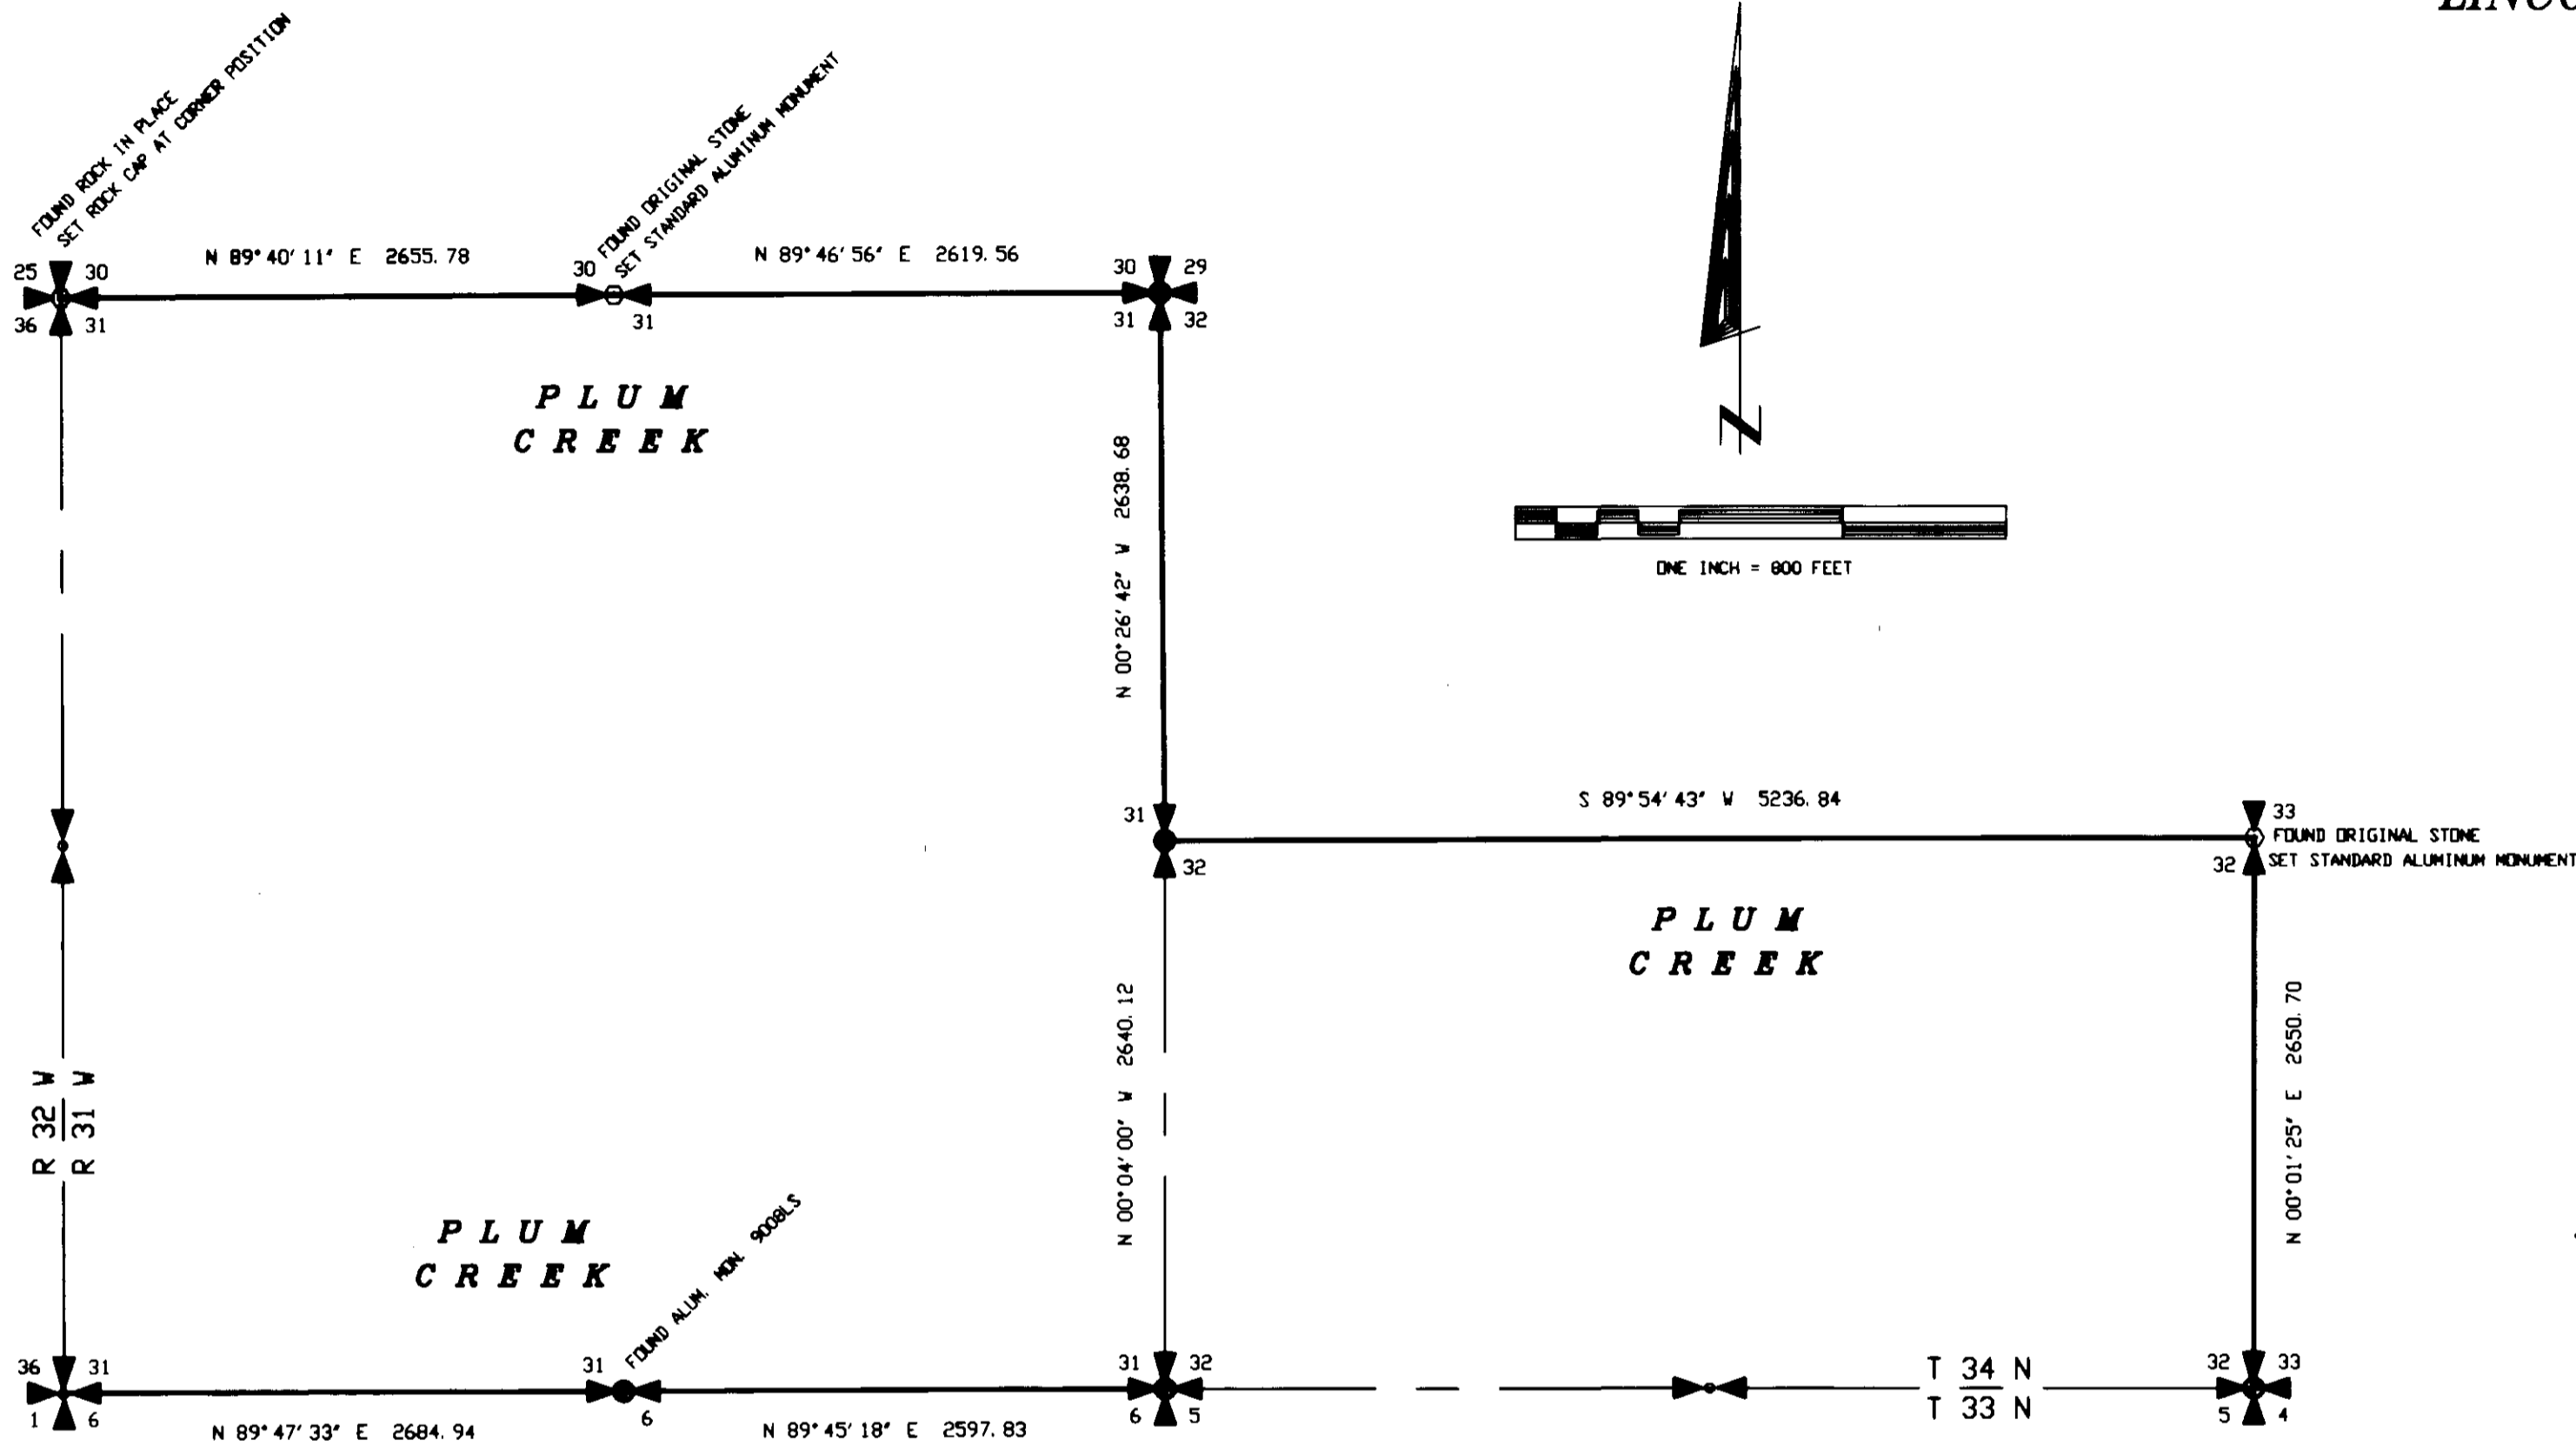 FOUND ROCK IN PLACE
SET ROCK CAP AT CORNER POSITION
FOUND ORIGINAL STONE
SET STANDARD ALUMINUM MONUMENT
N 89°40'11" E 2655.78
N 89°46'56" E 2619.56
25 30
36 31
30
31
30 29
31 32
PLUM
CREEK
N 00°26'42" W 2638.68
N
ONE INCH = 800 FEET
31
32
S 89°54'43" W 5236.84
33
FOUND ORIGINAL STONE
32 SET STANDARD ALUMINUM MONUMENT
PLUM
CREEK
R 32 W
R 31 W
N 00°04'00" W 2640.12
N 00°01'25" E 2650.70
PLUM
CREEK
FOUND ALUM. MON. 9008LS
36 31
1 6
31
6
31 32
6 5
T 34 N
T 33 N
32 33
5 4
N 89°47'33" E 2684.94
N 89°45'18" E 2597.83